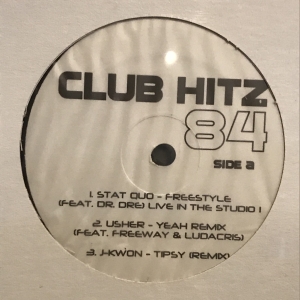 CLUB HITZ
84
SIDE A
1. STAT QUO - FREESTYLE
(FEAT. DR. DRE) LIVE IN THE STUDIO !
2. USHER - YEAH REMIX
(FEAT. FREEWAY & LUDACRIS)
3. J-KWON - TIPSY (REMIX)